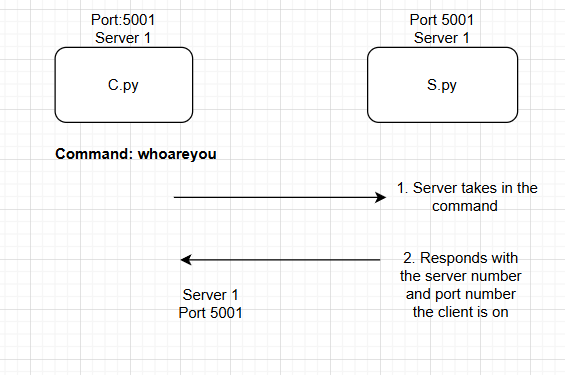 Port:5001
Server 1
Port 5001
Server 1
C.py
S.py
Command: whoareyou
1. Server takes in the
command
2. Responds with
the server number
and port number
the client is on
Server 1
Port 5001